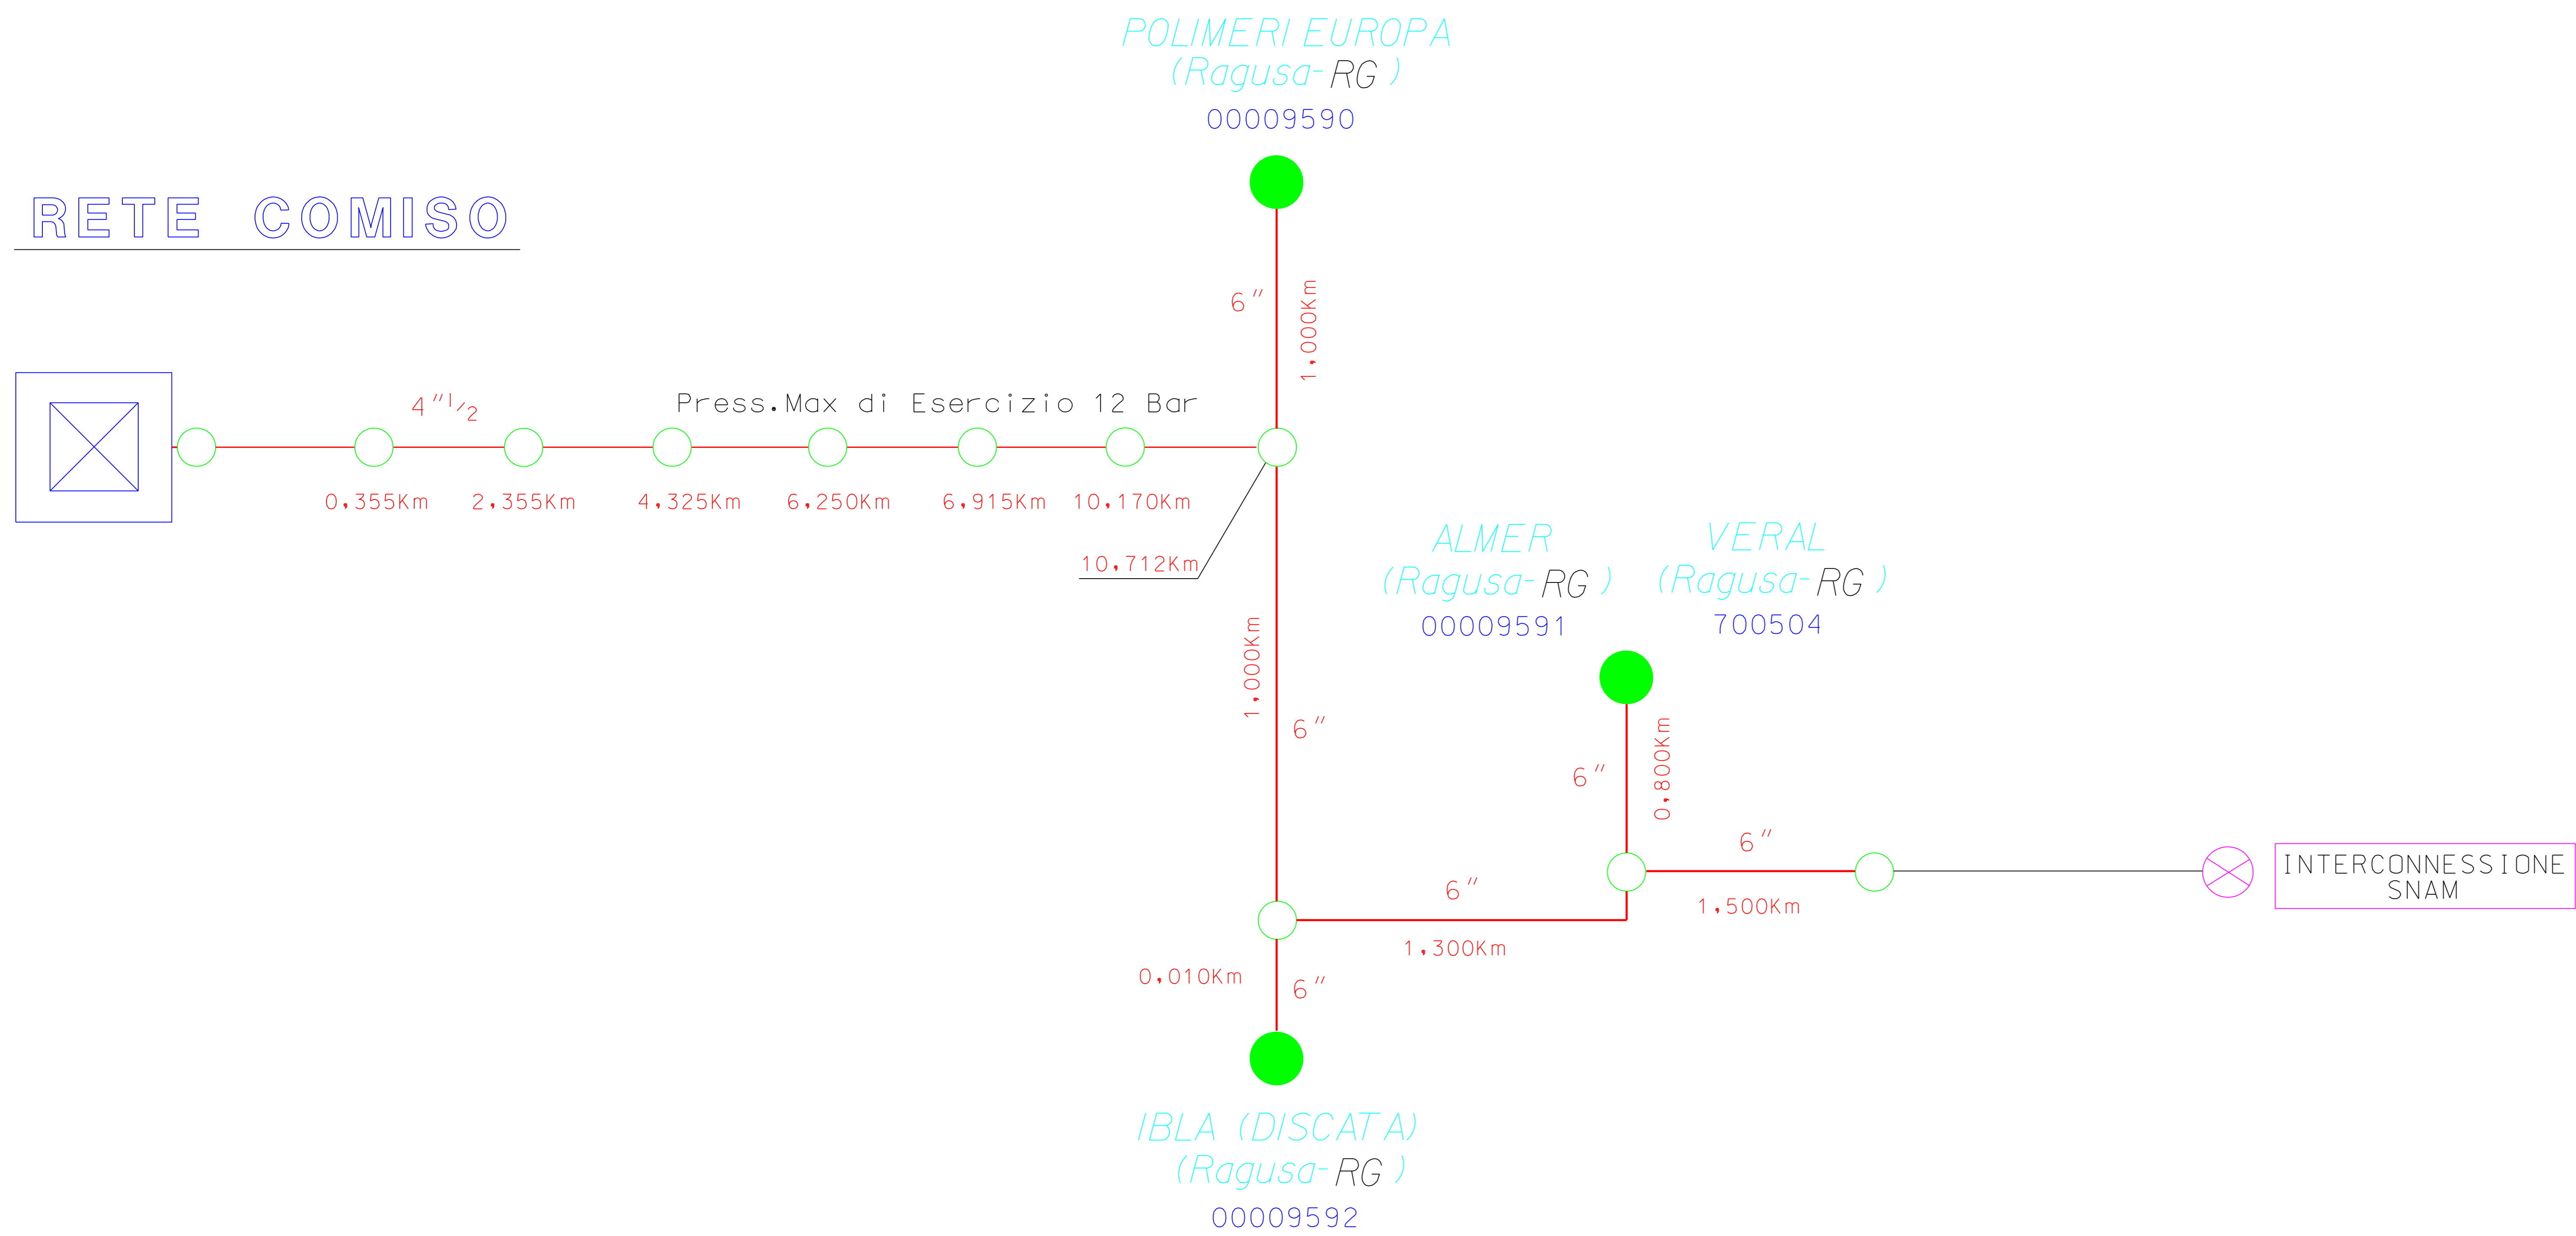 POLIMERI EUROPA
(Ragusa-RG )
00009590
RETE COMISO
6"
1,000Km
4"1/2
Press.Max di Esercizio 12 Bar
0,355Km
2,355Km
4,325Km
6,250Km
6,915Km
10,170Km
10,712Km
ALMER
(Ragusa-RG )
00009591
VERAL
(Ragusa-RG )
700504
1,000Km
6"
6"
0,800Km
6"
1,500Km
6"
1,300Km
INTERCONNESSIONE
SNAM
0,010Km
6"
IBLA (DISCATA)
(Ragusa-RG )
00009592